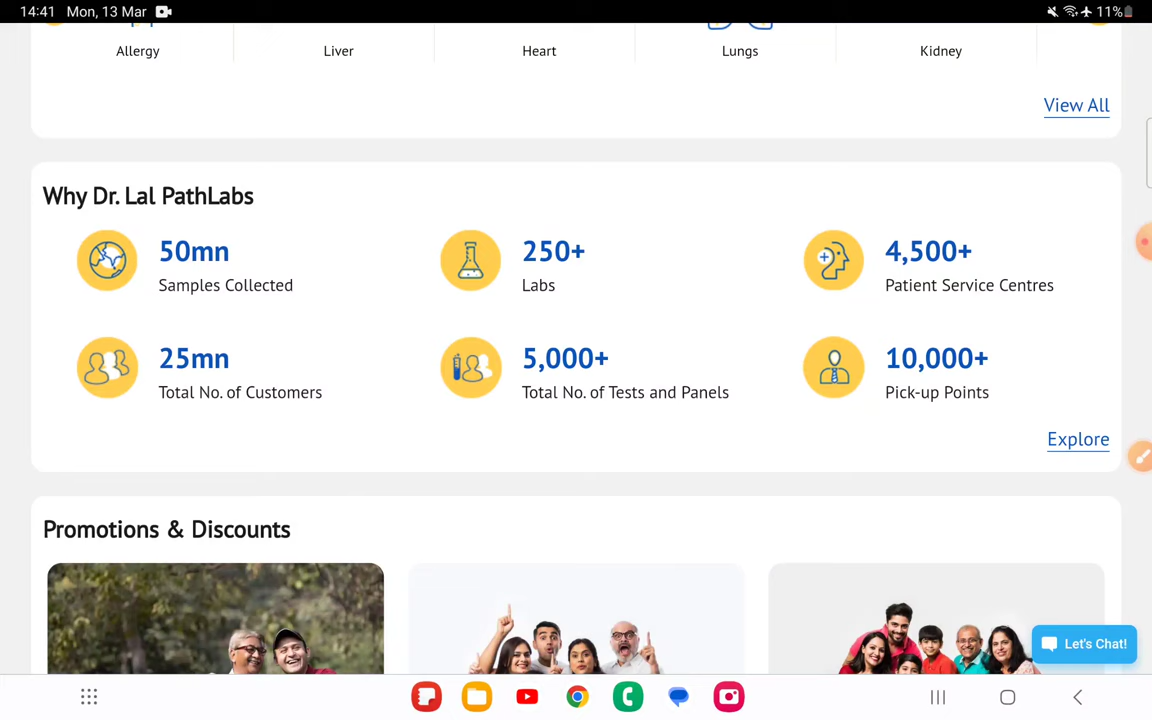 14:41 Mon, 13 Mar 11%
Allergy Liver Heart Lungs Kidney
View All
Why Dr. Lal PathLabs
50mn 250+ 4,500+
Samples Collected Labs Patient Service Centres
25mn 5,000+ 10,000+
Total No. of Customers Total No. of Tests and Panels Pick-up Points
Explore
Promotions & Discounts
Let's Chat!